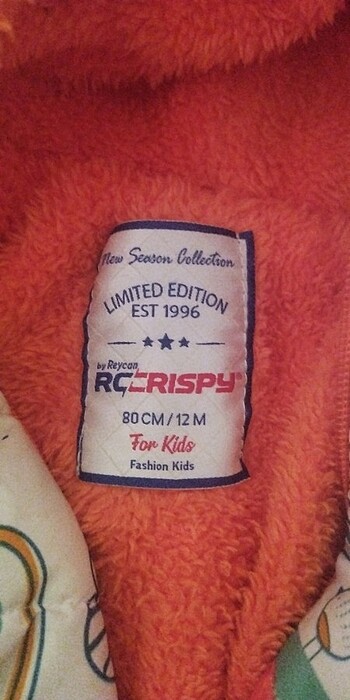 New Season Collection
LIMITED EDITION
EST 1996
by Reycan
RCCRISPY
80 CM / 12 M
For Kids
Fashion Kids